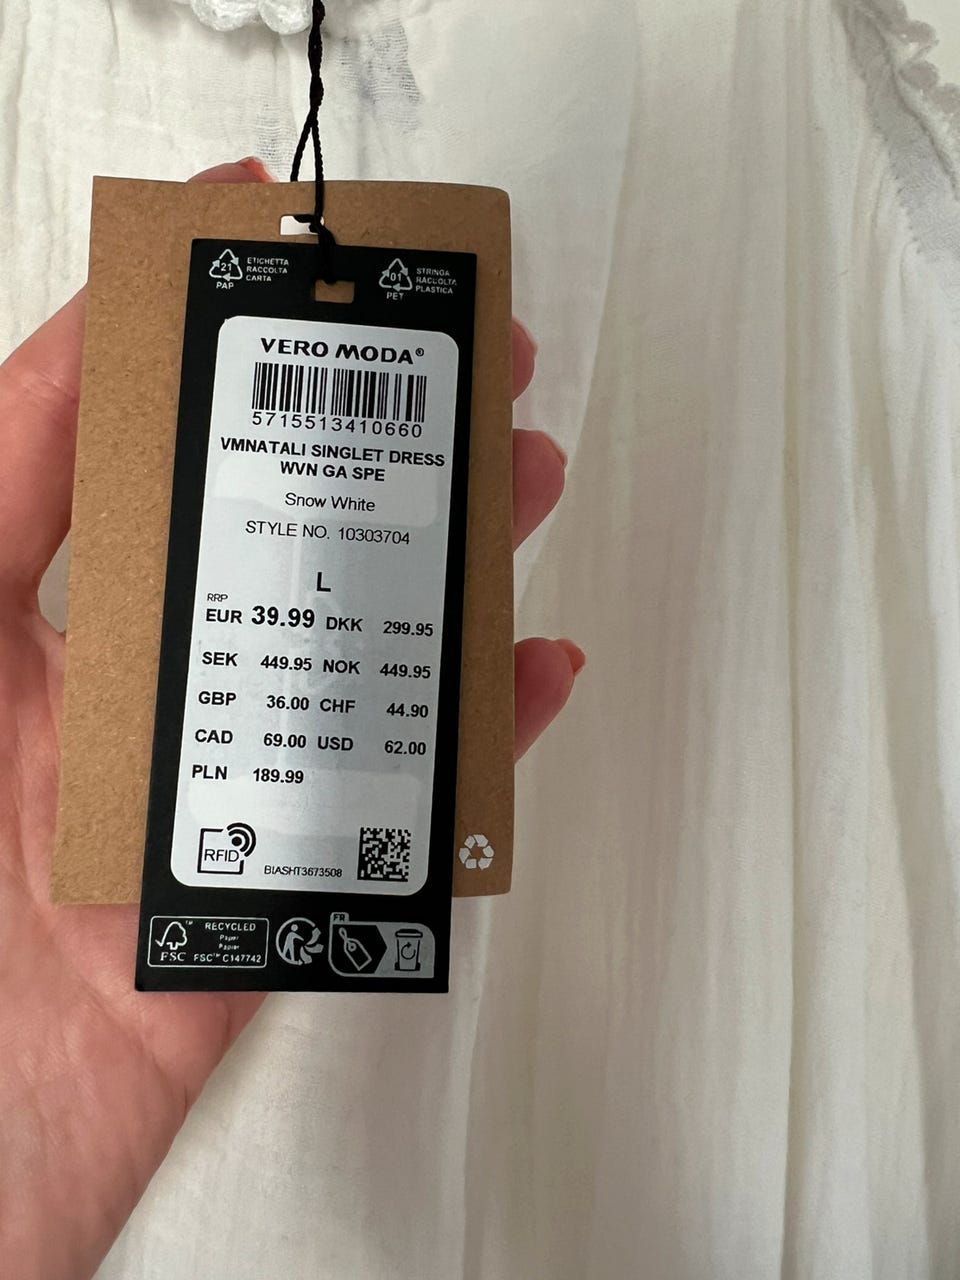 21
PAP
ETICHETTA
RACCOLTA
CARTA
01
PET
STRINGA
RACCOLTA
PLASTICA
VERO MODA®
5715513410660
VMNATALI SINGLET DRESS
WVN GA SPE
Snow White
STYLE NO. 10303704
L
RRP
EUR 39.99 DKK 299.95
SEK 449.95 NOK 449.95
GBP 36.00 CHF 44.90
CAD 69.00 USD 62.00
PLN 189.99
RFID
BIASHT3673508
FSC™
RECYCLED
Paper
Papier
FSC™ C147742
FR